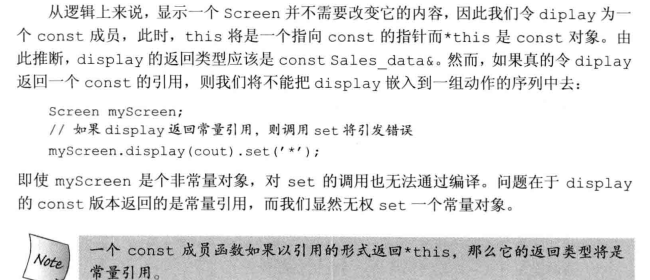 从逻辑上来说，显示一个 Screen 并不需要改变它的内容，因此我们令 diplay 为一
个 const 成员，此时，this 将是一个指向 const 的指针而*this 是 const 对象。由
此推断，display 的返回类型应该是 const Sales_data&。然而，如果真的令 diplay
返回一个 const 的引用，则我们将不能把 display 嵌入到一组动作的序列中去：
Screen myScreen;
// 如果 display 返回常量引用，则调用 set 将引发错误
myScreen.display(cout).set('*');
即使 myScreen 是个非常量对象，对 set 的调用也无法通过编译。问题在于 display
的 const 版本返回的是常量引用，而我们显然无权 set 一个常量对象。
Note
一个 const 成员函数如果以引用的形式返回*this，那么它的返回类型将是
常量引用。